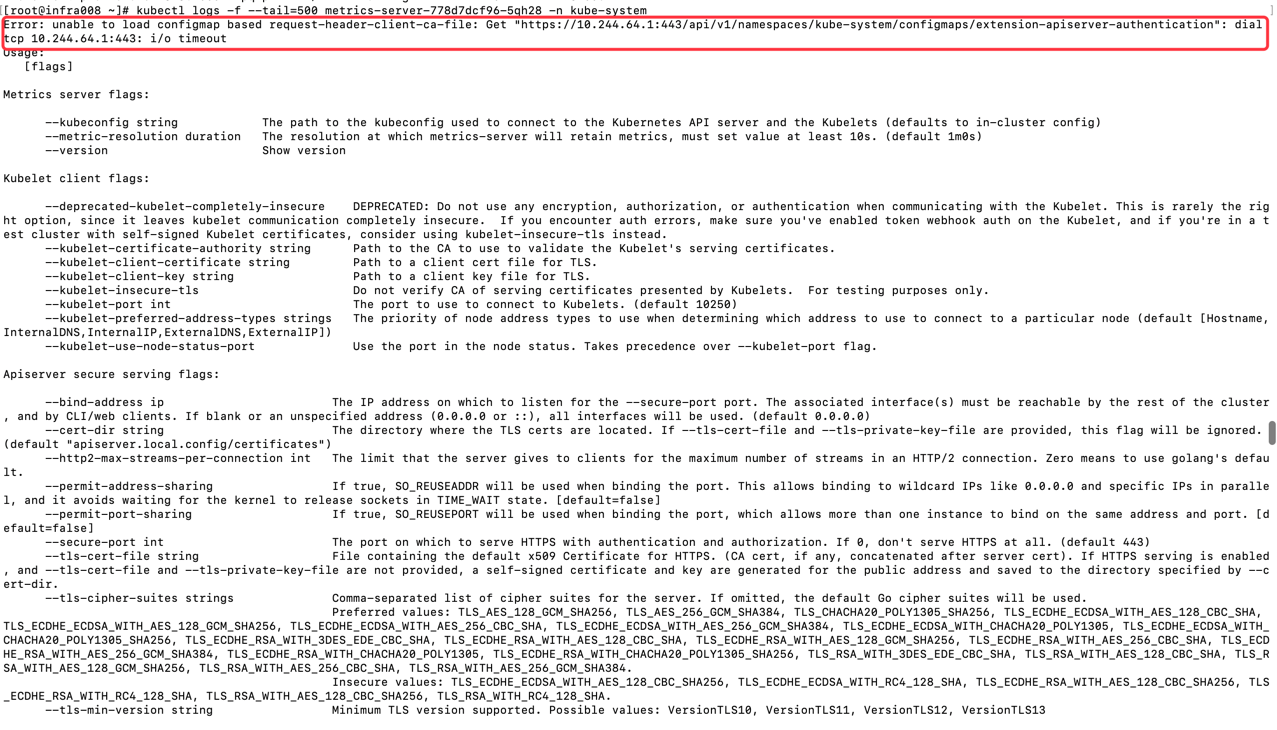 [root@infra008 ~]# kubectl logs -f --tail=500 metrics-server-778d7dcf96-5qh28 -n kube-system
Error: unable to load configmap based request-header-client-ca-file: Get "https://10.244.64.1:443/api/v1/namespaces/kube-system/configmaps/extension-apiserver-authentication": dial
tcp 10.244.64.1:443: i/o timeout
Usage:
[flags]
Metrics server flags:
--kubeconfig string The path to the kubeconfig used to connect to the Kubernetes API server and the Kubelets (defaults to in-cluster config)
--metric-resolution duration The resolution at which metrics-server will retain metrics, must set value at least 10s. (default 1m0s)
--version Show version
Kubelet client flags:
--deprecated-kubelet-completely-insecure DEPRECATED: Do not use any encryption, authorization, or authentication when communicating with the Kubelet. This is rarely the rig
ht option, since it leaves kubelet communication completely insecure. If you encounter auth errors, make sure you've enabled token webhook auth on the Kubelet, and if you're in a t
est cluster with self-signed Kubelet certificates, consider using kubelet-insecure-tls instead.
--kubelet-certificate-authority string Path to the CA to use to validate the Kubelet's serving certificates.
--kubelet-client-certificate string Path to a client cert file for TLS.
--kubelet-client-key string Path to a client key file for TLS.
--kubelet-insecure-tls Do not verify CA of serving certificates presented by Kubelets. For testing purposes only.
--kubelet-port int The port to use to connect to Kubelets. (default 10250)
--kubelet-preferred-address-types strings The priority of node address types to use when determining which address to use to connect to a particular node (default [Hostname,
InternalDNS,InternalIP,ExternalDNS,ExternalIP])
--kubelet-use-node-status-port Use the port in the node status. Takes precedence over --kubelet-port flag.
Apiserver secure serving flags:
--bind-address ip The IP address on which to listen for the --secure-port port. The associated interface(s) must be reachable by the rest of the cluster
, and by CLI/web clients. If blank or an unspecified address (0.0.0.0 or ::), all interfaces will be used. (default 0.0.0.0)
--cert-dir string The directory where the TLS certs are located. If --tls-cert-file and --tls-private-key-file are provided, this flag will be ignored.
(default "apiserver.local.config/certificates")
--http2-max-streams-per-connection int The limit that the server gives to clients for the maximum number of streams in an HTTP/2 connection. Zero means to use golang's defau
lt.
--permit-address-sharing If true, SO_REUSEADDR will be used when binding the port. This allows binding to wildcard IPs like 0.0.0.0 and specific IPs in paralle
l, and it avoids waiting for the kernel to release sockets in TIME_WAIT state. [default=false]
--permit-port-sharing If true, SO_REUSEPORT will be used when binding the port, which allows more than one instance to bind on the same address and port. [d
efault=false]
--secure-port int The port on which to serve HTTPS with authentication and authorization. If 0, don't serve HTTPS at all. (default 443)
--tls-cert-file string File containing the default x509 Certificate for HTTPS. (CA cert, if any, concatenated after server cert). If HTTPS serving is enabled
, and --tls-cert-file and --tls-private-key-file are not provided, a self-signed certificate and key are generated for the public address and saved to the directory specified by --c
ert-dir.
--tls-cipher-suites strings Comma-separated list of cipher suites for the server. If omitted, the default Go cipher suites will be used.
Preferred values: TLS_AES_128_GCM_SHA256, TLS_AES_256_GCM_SHA384, TLS_CHACHA20_POLY1305_SHA256, TLS_ECDHE_ECDSA_WITH_AES_128_CBC_SHA,
TLS_ECDHE_ECDSA_WITH_AES_128_GCM_SHA256, TLS_ECDHE_ECDSA_WITH_AES_256_CBC_SHA, TLS_ECDHE_ECDSA_WITH_AES_256_GCM_SHA384, TLS_ECDHE_ECDSA_WITH_CHACHA20_POLY1305, TLS_ECDHE_ECDSA_WITH_
CHACHA20_POLY1305_SHA256, TLS_ECDHE_RSA_WITH_3DES_EDE_CBC_SHA, TLS_ECDHE_RSA_WITH_AES_128_CBC_SHA, TLS_ECDHE_RSA_WITH_AES_128_GCM_SHA256, TLS_ECDHE_RSA_WITH_AES_256_CBC_SHA, TLS_ECD
HE_RSA_WITH_AES_256_GCM_SHA384, TLS_ECDHE_RSA_WITH_CHACHA20_POLY1305, TLS_ECDHE_RSA_WITH_CHACHA20_POLY1305_SHA256, TLS_RSA_WITH_3DES_EDE_CBC_SHA, TLS_RSA_WITH_AES_128_CBC_SHA, TLS_R
SA_WITH_AES_128_GCM_SHA256, TLS_RSA_WITH_AES_256_CBC_SHA, TLS_RSA_WITH_AES_256_GCM_SHA384.
Insecure values: TLS_ECDHE_ECDSA_WITH_AES_128_CBC_SHA256, TLS_ECDHE_ECDSA_WITH_RC4_128_SHA, TLS_ECDHE_RSA_WITH_AES_128_CBC_SHA256, TLS
_ECDHE_RSA_WITH_RC4_128_SHA, TLS_RSA_WITH_AES_128_CBC_SHA256, TLS_RSA_WITH_RC4_128_SHA.
--tls-min-version string Minimum TLS version supported. Possible values: VersionTLS10, VersionTLS11, VersionTLS12, VersionTLS13